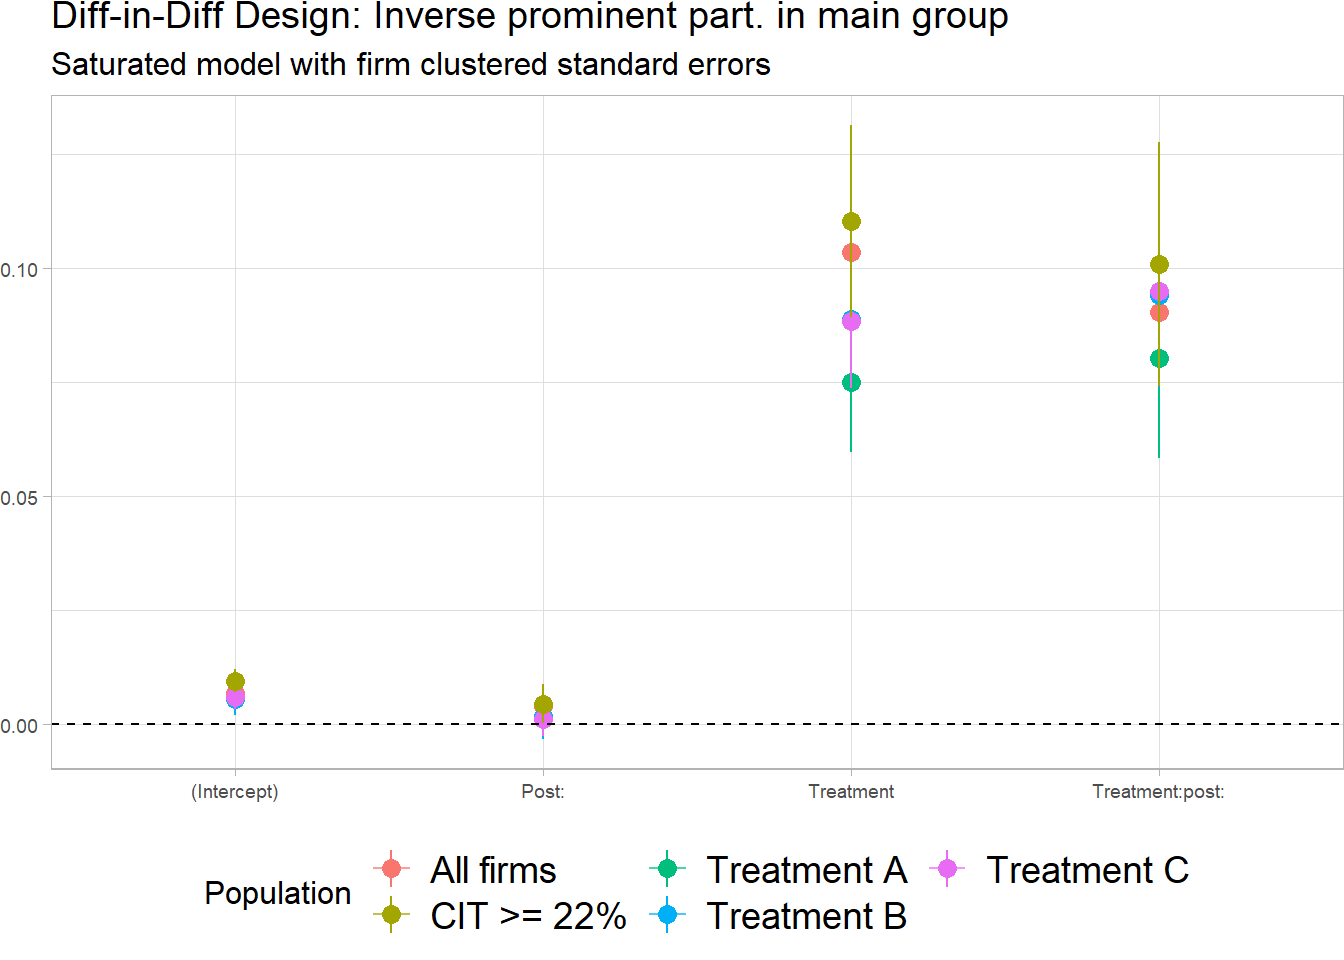 Diff-in-Diff Design: Inverse prominent part. in main group
Saturated model with firm clustered standard errors
0.10
0.05
0.00
(Intercept) Post: Treatment Treatment:post:
Population
All firms Treatment A Treatment C
CIT >= 22% Treatment B